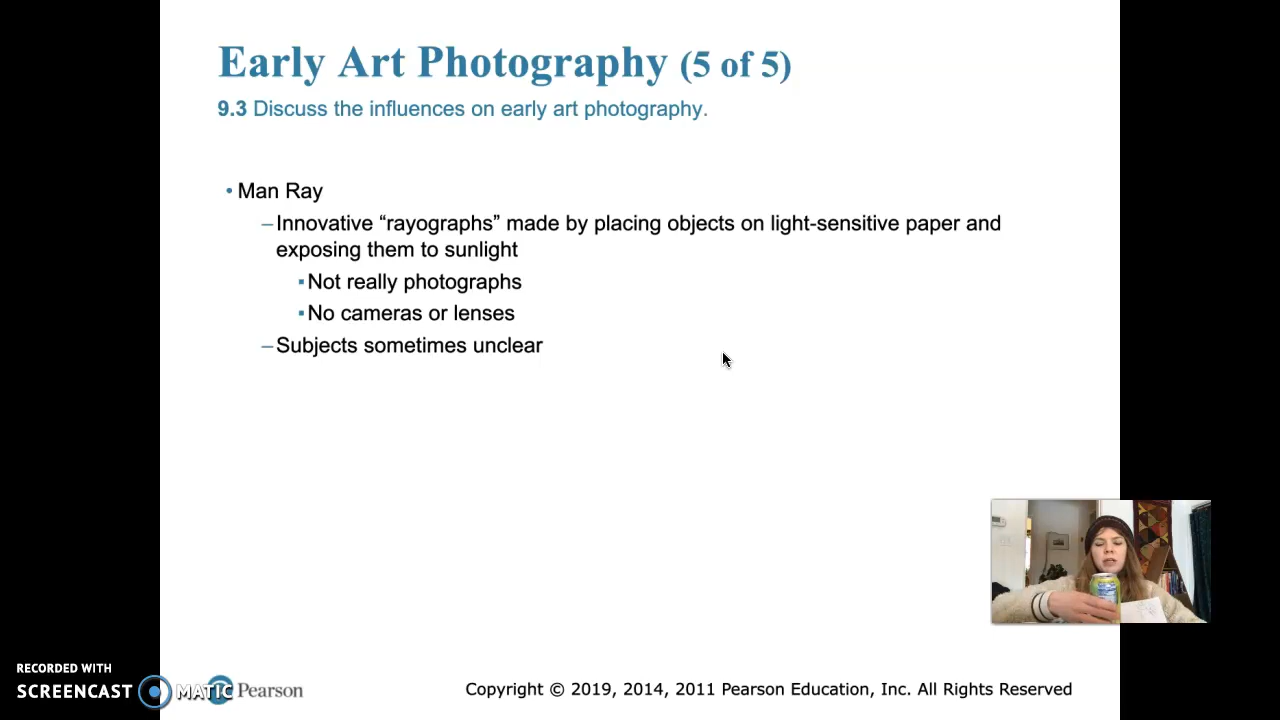 Early Art Photography (5 of 5)
9.3 Discuss the influences on early art photography.
• Man Ray
–Innovative “rayographs” made by placing objects on light-sensitive paper and
exposing them to sunlight
▪Not really photographs
▪No cameras or lenses
–Subjects sometimes unclear
RECORDED WITH
SCREENCAST MATIC
Pearson
Copyright © 2019, 2014, 2011 Pearson Education, Inc. All Rights Reserved